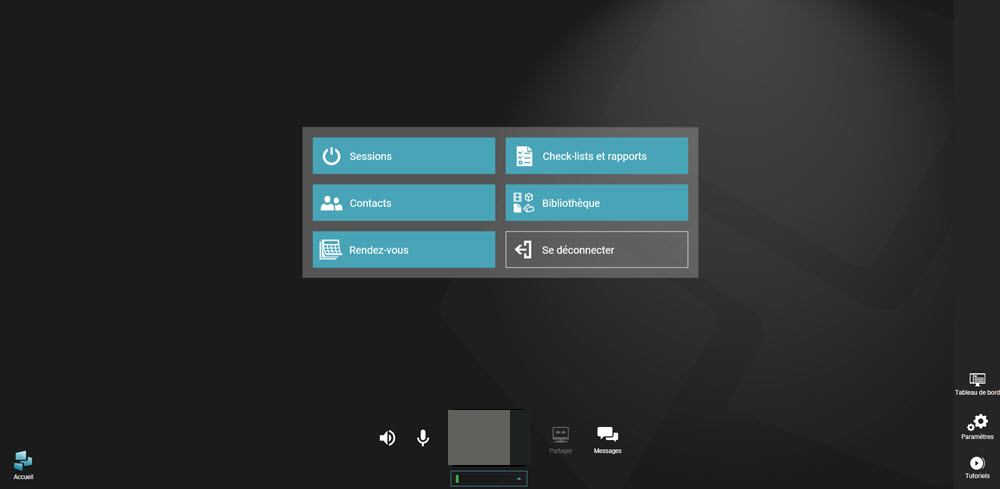 Sessions
Check-lists et rapports
Contacts
Bibliothèque
Rendez-vous
Se déconnecter
Tableau de bord
Paramètres
Partager
Messages
Accueil
Tutoriels